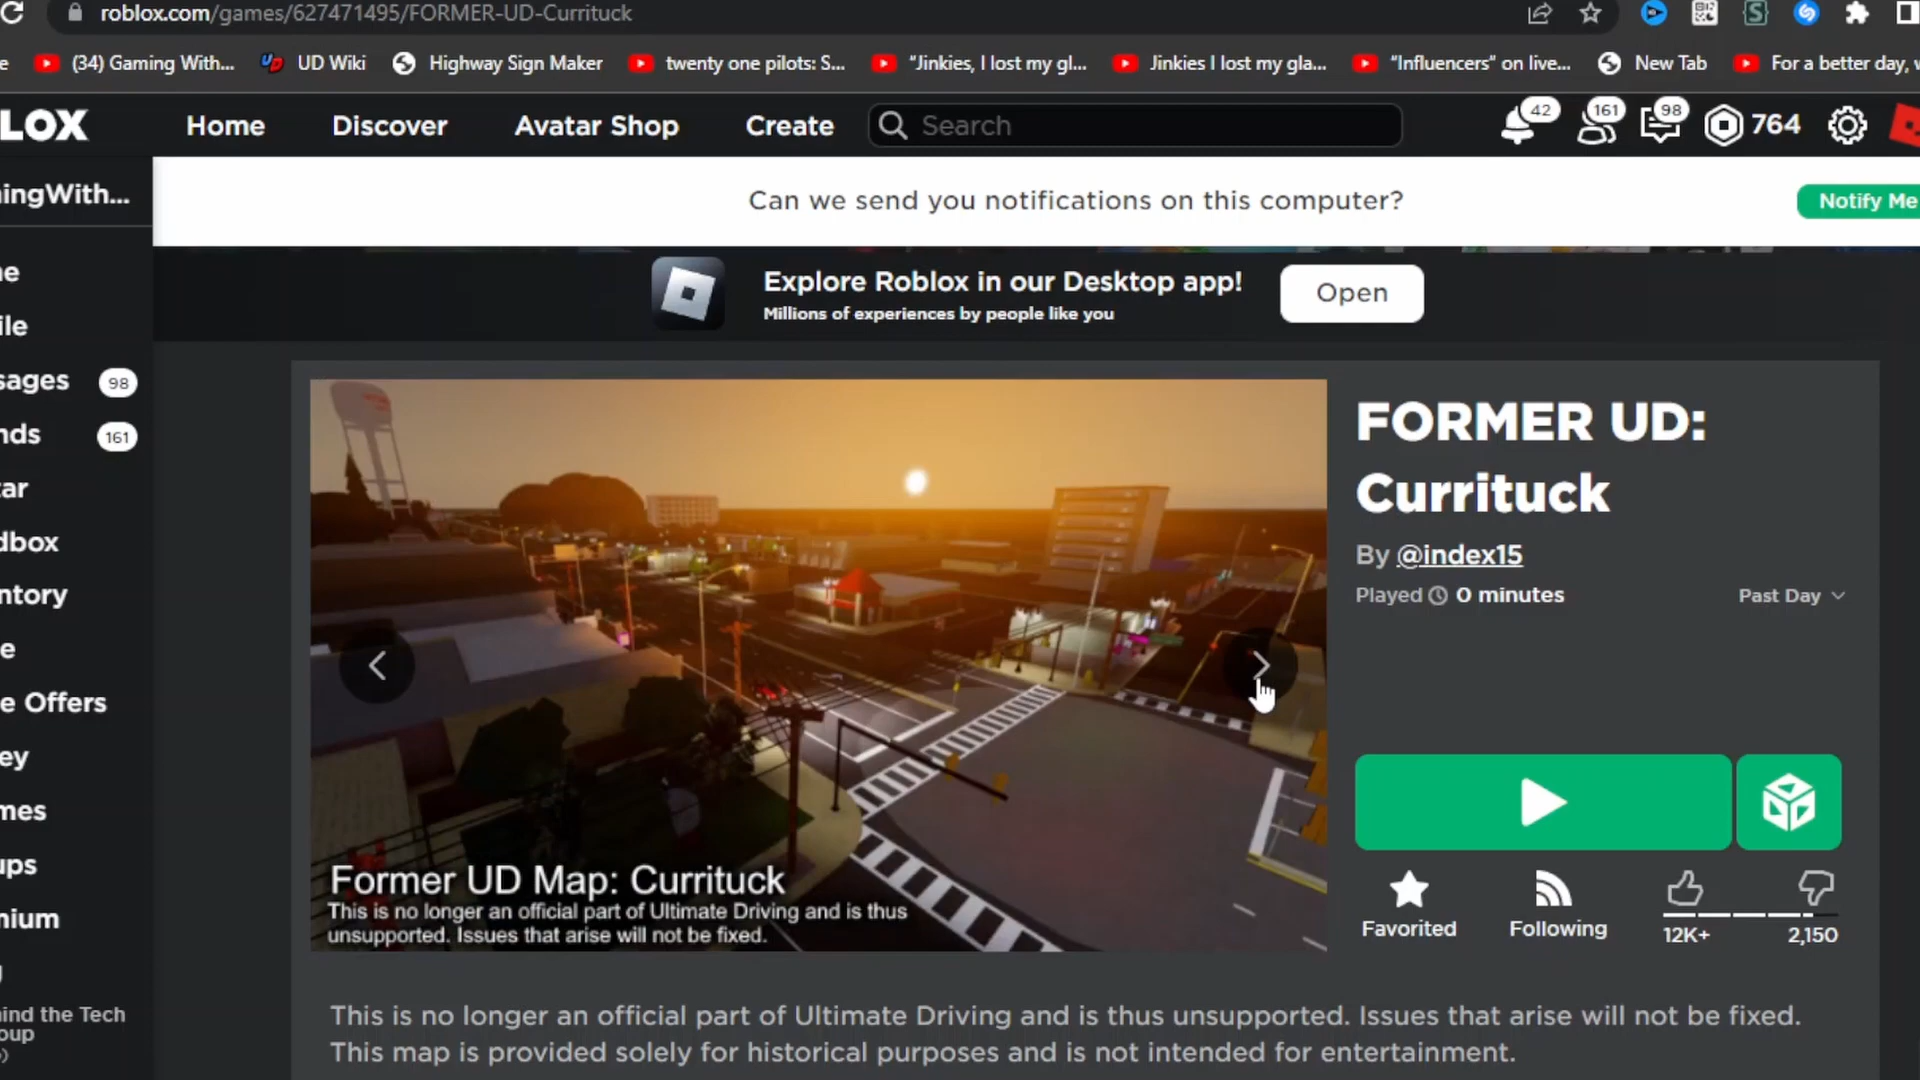 roblox.com/games/627471495/FORMER-UD-Currituck
e (34) Gaming With... UD Wiki Highway Sign Maker twenty one pilots: S... "Jinkies, I lost my gl... Jinkies I lost my gla... "Influencers" on live... New Tab For a better day, w
LOX Home Discover Avatar Shop Create Search 42 161 98 764
ingWith...
Can we send you notifications on this computer? Notify Me
Explore Roblox in our Desktop app!
Millions of experiences by people like you
Open
ne
ile
sages 98
nds 161
tar
dbox
ntory
e
e Offers
ey
mes
ups
nium
ind the Tech
oup
FORMER UD:
Currituck
By @index15
Played 0 minutes Past Day
Favorited Following 12K+ 2,150
Former UD Map: Currituck
This is no longer an official part of Ultimate Driving and is thus
unsupported. Issues that arise will not be fixed.
This is no longer an official part of Ultimate Driving and is thus unsupported. Issues that arise will not be fixed.
This map is provided solely for historical purposes and is not intended for entertainment.